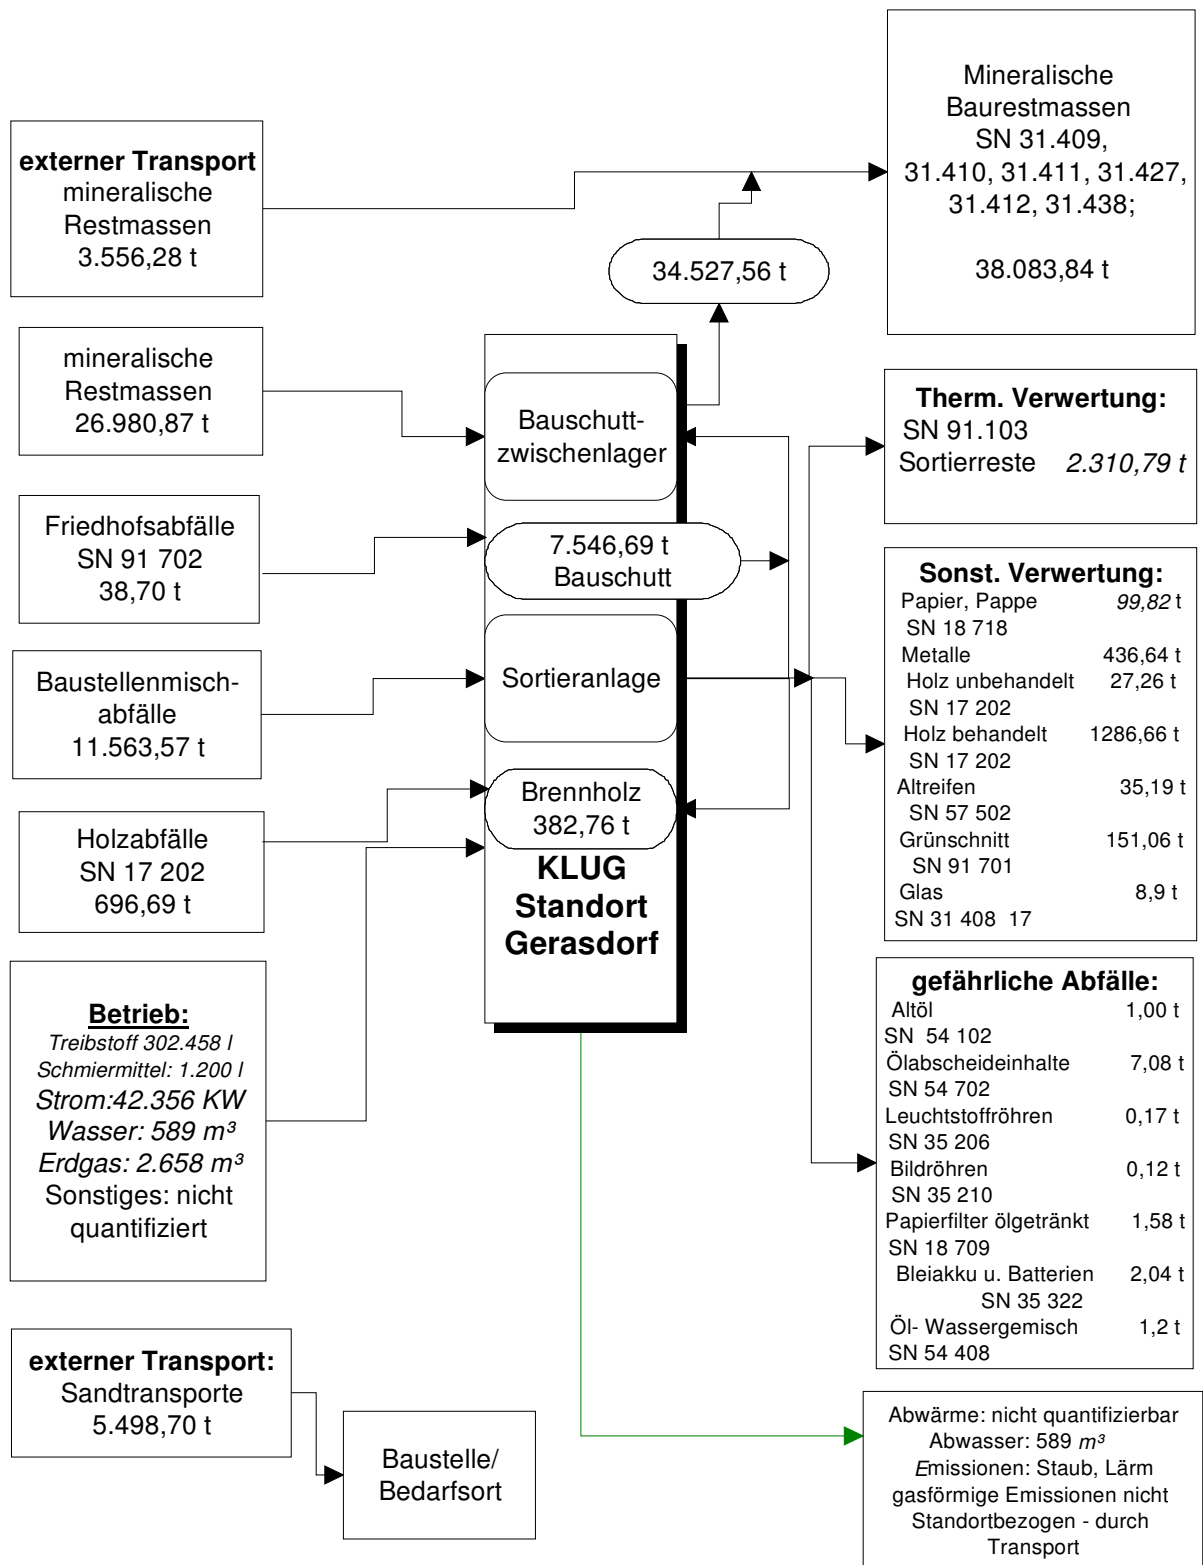 externer Transport
mineralische
Restmassen
3.556,28 t
mineralische
Restmassen
26.980,87 t
Friedhofsabfälle
SN 91 702
38,70 t
Baustellenmisch-
abfälle
11.563,57 t
Holzabfälle
SN 17 202
696,69 t
Betrieb:
Treibstoff 302.458 l
Schmiermittel: 1.200 l
Strom:42.356 KW
Wasser: 589 m³
Erdgas: 2.658 m³
Sonstiges: nicht
quantifiziert
externer Transport:
Sandtransporte
5.498,70 t
Baustelle/
Bedarfsort
34.527,56 t
Bauschutt-
zwischenlager
7.546,69 t
Bauschutt
Sortieranlage
Brennholz
382,76 t
KLUG
Standort
Gerasdorf
Mineralische
Baurestmassen
SN 31.409,
31.410, 31.411, 31.427,
31.412, 31.438;
38.083,84 t
Therm. Verwertung:
SN 91.103
Sortierreste 2.310,79 t
Sonst. Verwertung:
Papier, Pappe 99,82 t
SN 18 718
Metalle 436,64 t
Holz unbehandelt 27,26 t
SN 17 202
Holz behandelt 1286,66 t
SN 17 202
Altreifen 35,19 t
SN 57 502
Grünschnitt 151,06 t
SN 91 701
Glas 8,9 t
SN 31 408 17
gefährliche Abfälle:
Altöl 1,00 t
SN 54 102
Ölabscheideinhalte 7,08 t
SN 54 702
Leuchtstoffröhren 0,17 t
SN 35 206
Bildröhren 0,12 t
SN 35 210
Papierfilter ölgetränkt 1,58 t
SN 18 709
Bleiakku u. Batterien 2,04 t
SN 35 322
Öl- Wassergemisch 1,2 t
SN 54 408
Abwärme: nicht quantifizierbar
Abwasser: 589 m³
Emissionen: Staub, Lärm
gasförmige Emissionen nicht
Standortbezogen - durch
Transport